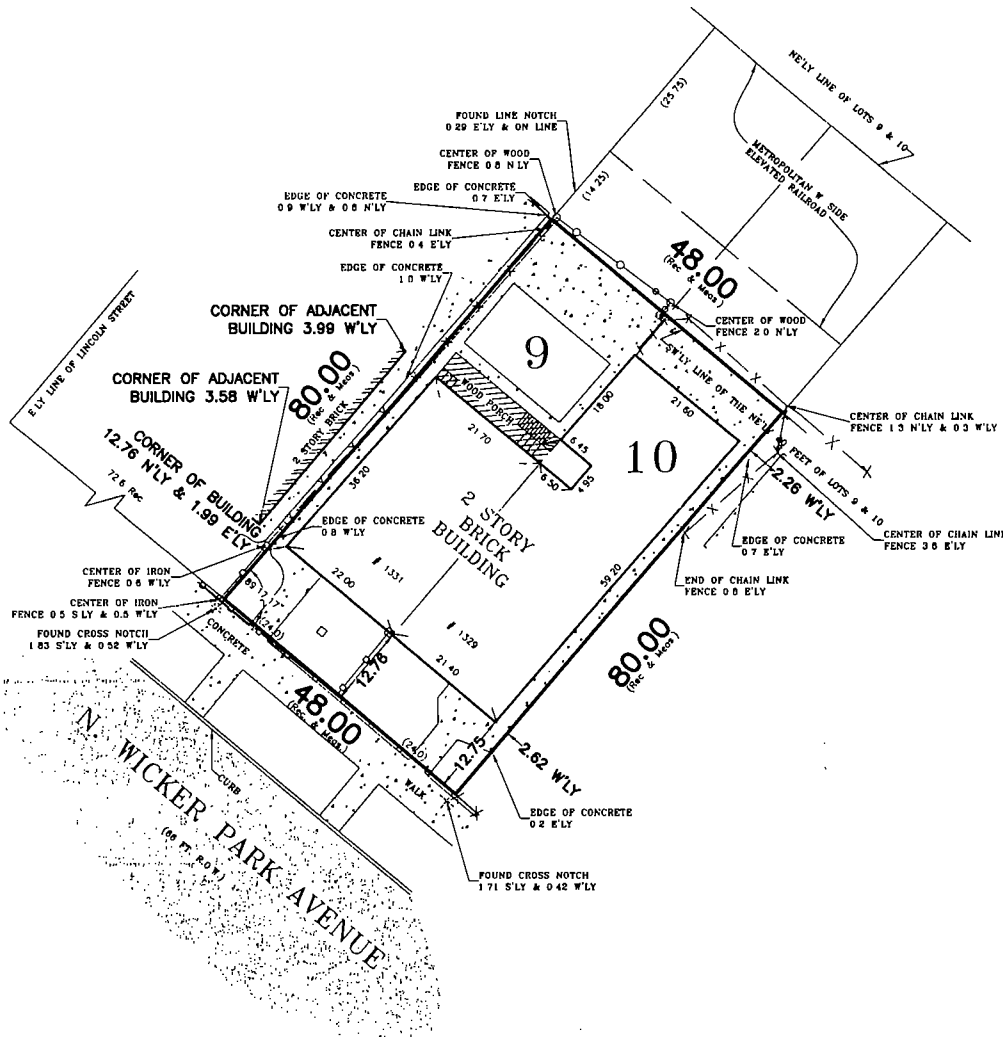 NE'LY LINE OF LOTS 9 & 10
(25 75)
METROPOLITAN W SIDE
ELEVATED RAILROAD
FOUND LINE NOTCH
0 29 E'LY & ON LINE
CENTER OF WOOD
FENCE 0 8 N LY
(14 25)
EDGE OF CONCRETE
0 7 E'LY
EDGE OF CONCRETE
0 9 W'LY & 0 6 N'LY
CENTER OF CHAIN LINK
FENCE 0 4 E'LY
EDGE OF CONCRETE
1 0 W'LY
48.00
(Rec & Meas)
CENTER OF WOOD
FENCE 2 0 N'LY
E LY LINE OF LINCOLN STREET
CORNER OF ADJACENT
BUILDING 3.99 W'LY
80.00
(Rec & Meas)
CORNER OF ADJACENT
BUILDING 3.58 W'LY
2 STORY BRICK
9
SW'LY LINE OF THE NE'LY
FEET OF LOTS 9 & 10
WOOD PORCH
18 00
21 60
21.70
6.45
6.50
4.95
10
CENTER OF CHAIN LINK
FENCE 1 3 N'LY & 0 3 W'LY
2.26 W'LY
CENTER OF CHAIN LINK
FENCE 3 6 E'LY
EDGE OF CONCRETE
0 7 E'LY
END OF CHAIN LINK
FENCE 0 8 E'LY
CORNER OF BUILDING
12.76 N'LY & 1.99 E'LY
72 6 Rec
36 20
2 STORY
BRICK
BUILDING
EDGE OF CONCRETE
0 8 W'LY
59 20
CENTER OF IRON
FENCE 0 6 W'LY
CENTER OF IRON
FENCE 0 5 S LY & 0.5 W'LY
FOUND CROSS NOTCH
1 83 S'LY & 0 52 W'LY
89 17'17"
22.00
# 1331
# 1329
(24.0)
21.40
12.78
80.00
(Rec & Meas)
CONCRETE
48.00
(Rec & Meas)
(24.0)
12.75
2.62 W'LY
WALK
CURB
EDGE OF CONCRETE
0 2 E'LY
N. WICKER PARK AVENUE
(66 FT. R.O.W.)
FOUND CROSS NOTCH
1 71 S'LY & 0 42 W'LY